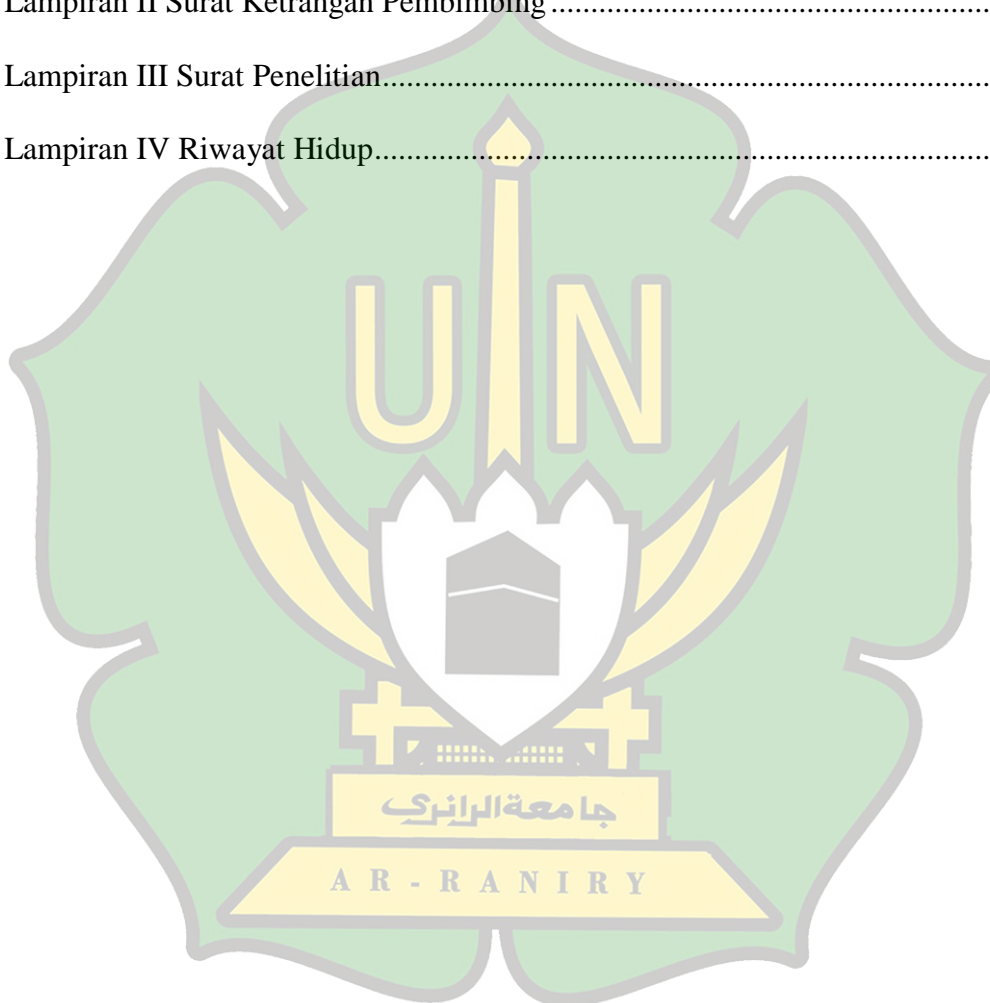 Lampiran II Surat Ketrangan Pembimbing ......................................................
Lampiran III Surat Penelitian...........................................................................
Lampiran IV Riwayat Hidup............................................................................
UIN
جامعةالرانري
AR-RANIRY